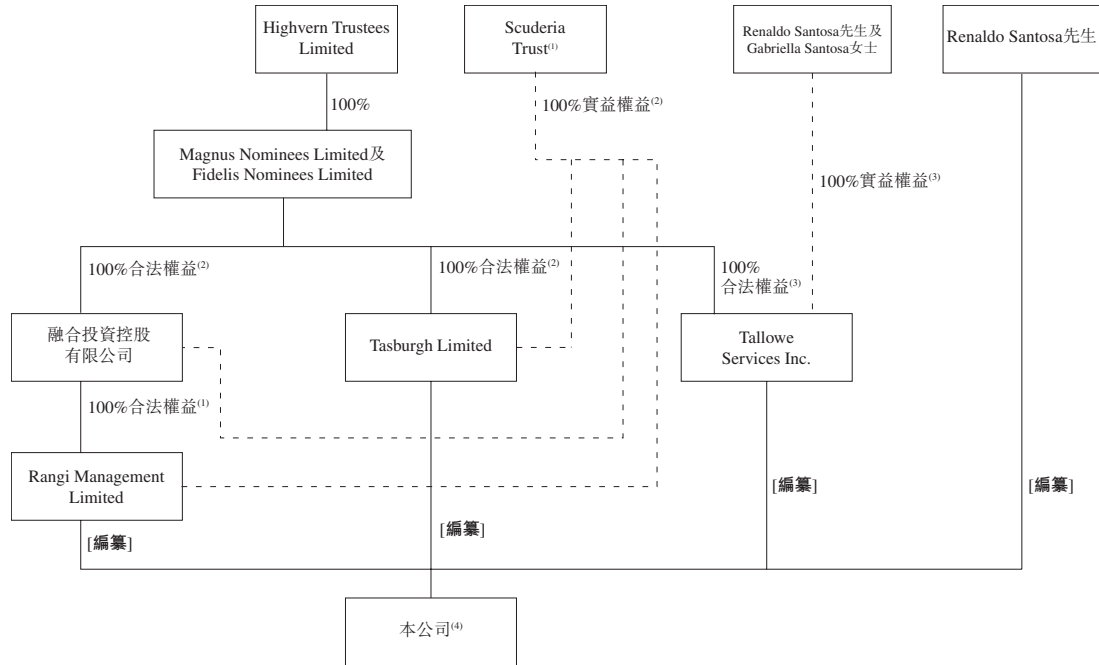 Highvern Trustees
Limited
Scuderia
Trust(1)
Renaldo Santosa先生及
Gabriella Santosa女士
Renaldo Santosa先生
100%
100%實益權益(2)
Magnus Nominees Limited及
Fidelis Nominees Limited
100%實益權益(3)
100%合法權益(2)
100%合法權益(2)
100%
合法權益(3)
融合投資控股
有限公司
Tasburgh Limited
Tallowe
Services Inc.
100%合法權益(1)
Rangi Management
Limited
[編纂]
[編纂]
[編纂]
[編纂]
本公司(4)